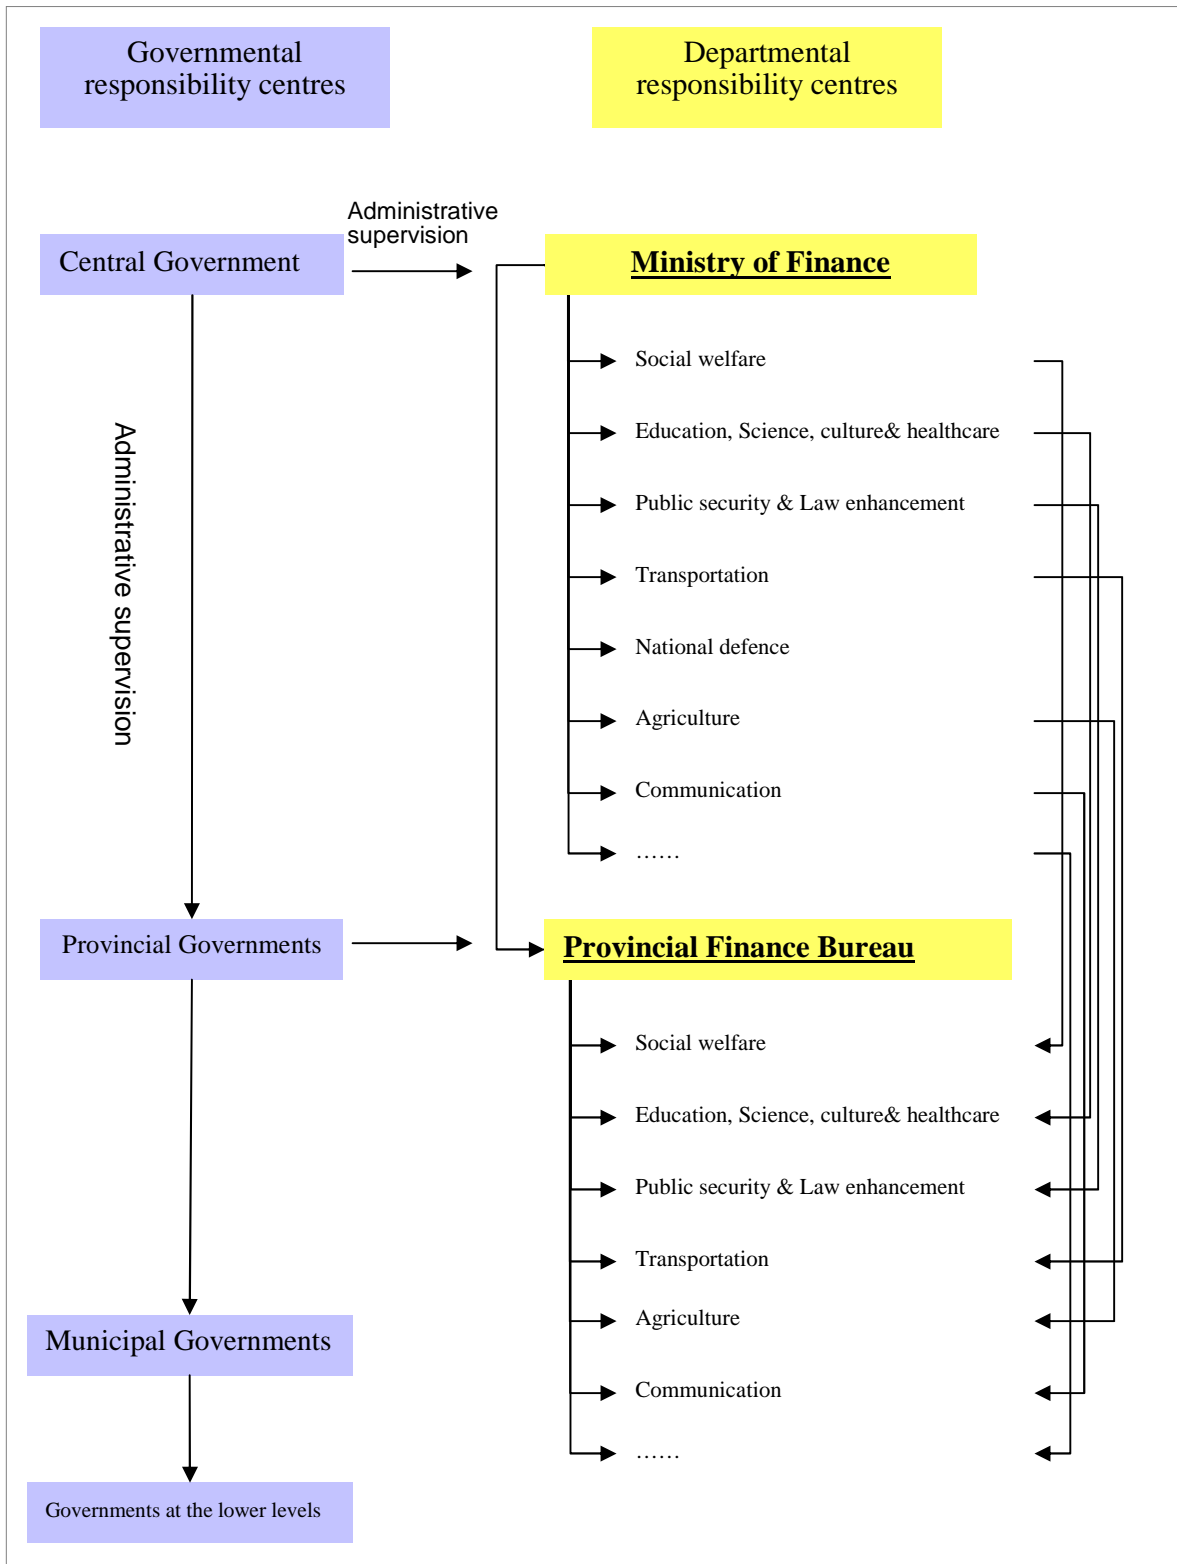 Governmental
responsibility centres
Departmental
responsibility centres
Administrative
supervision
Central Government
Ministry of Finance
Social welfare
Education, Science, culture& healthcare
Public security & Law enhancement
Transportation
National defence
Agriculture
Communication
……
Administrative supervision
Provincial Governments
Provincial Finance Bureau
Social welfare
Education, Science, culture& healthcare
Public security & Law enhancement
Transportation
Agriculture
Communication
……
Municipal Governments
Governments at the lower levels